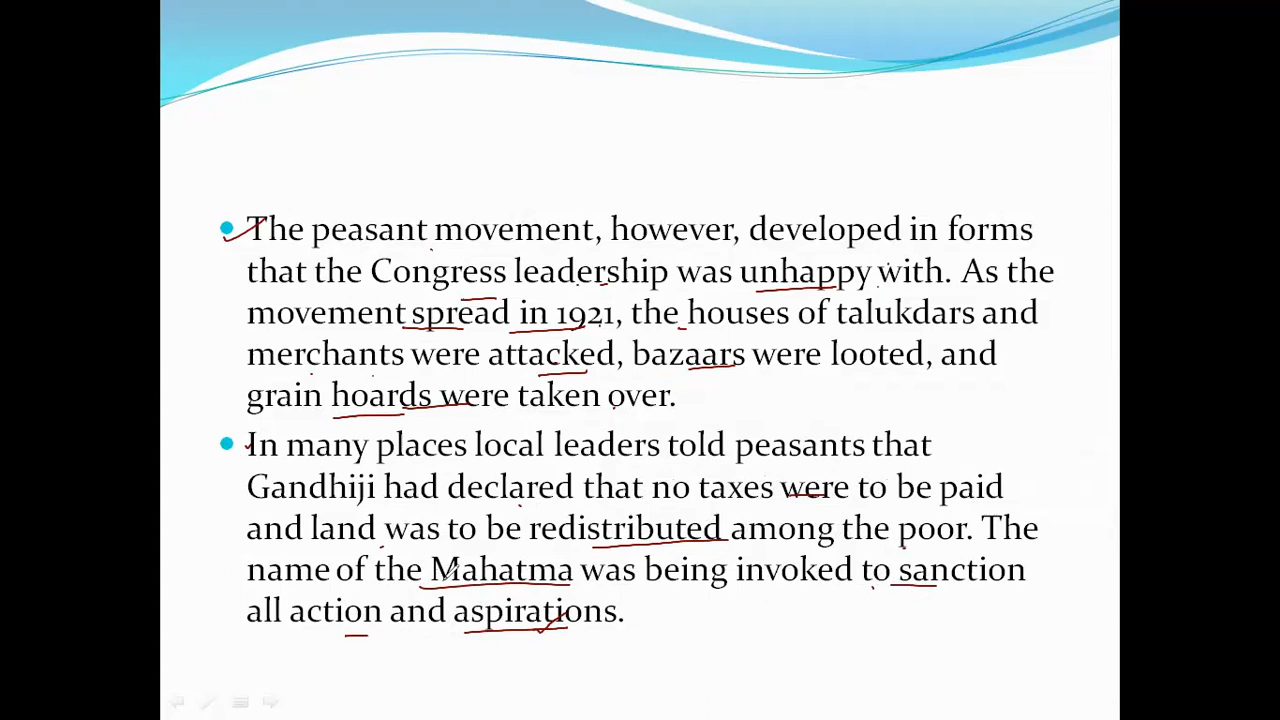 The peasant movement, however, developed in forms
that the Congress leadership was unhappy with. As the
movement spread in 1921, the houses of talukdars and
merchants were attacked, bazaars were looted, and
grain hoards were taken over.
In many places local leaders told peasants that
Gandhiji had declared that no taxes were to be paid
and land was to be redistributed among the poor. The
name of the Mahatma was being invoked to sanction
all action and aspirations.